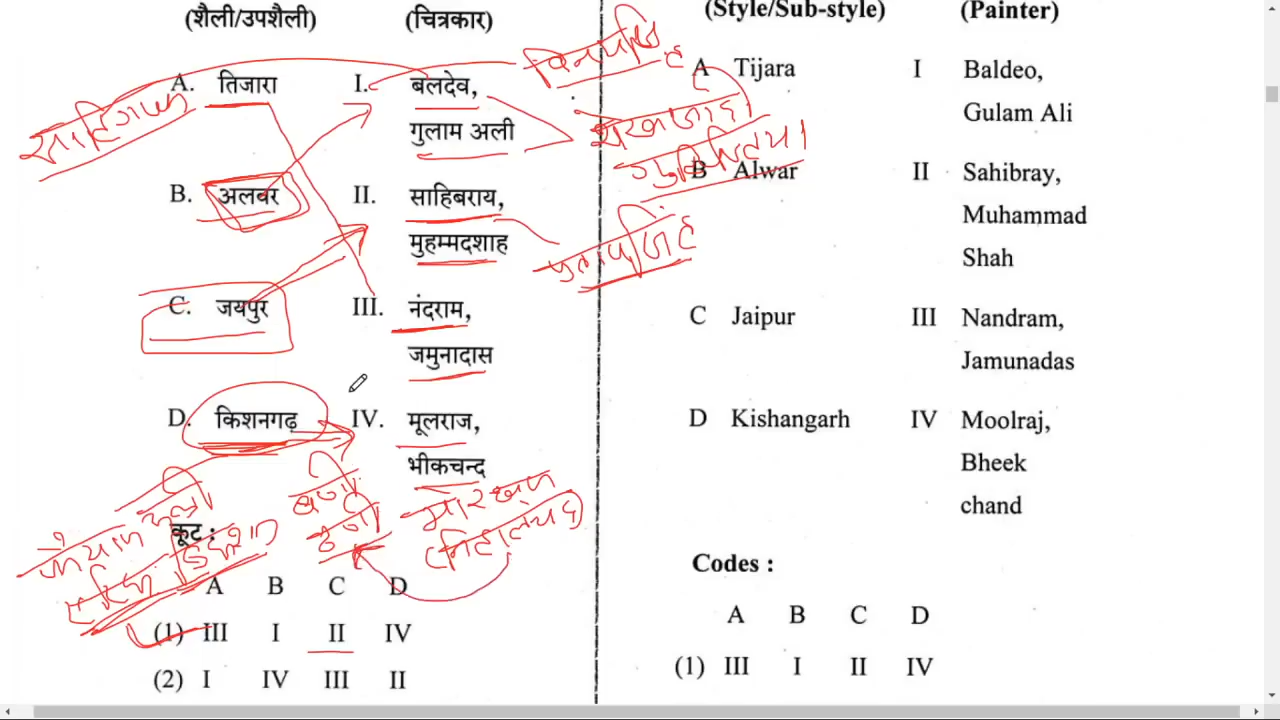 (शैली/उपशैली) (चित्रकार)
A. तिजारा I. बलदेव,
गुलाम अली
B. अलवर II. साहिबराय,
मुहम्मदशाह
C. जयपुर III. नंदराम,
जमुनादास
D. किशनगढ़ IV. मूलराज,
भीकचन्द
कूट :
A B C D
(1) III I II IV
(2) I IV III II
(Style/Sub-style) (Painter)
A Tijara I Baldeo,
Gulam Ali
B Alwar II Sahibray,
Muhammad
Shah
C Jaipur III Nandram,
Jamunadas
D Kishangarh IV Moolraj,
Bheek
chand
Codes :
A B C D
(1) III I II IV
बणी
ठणी